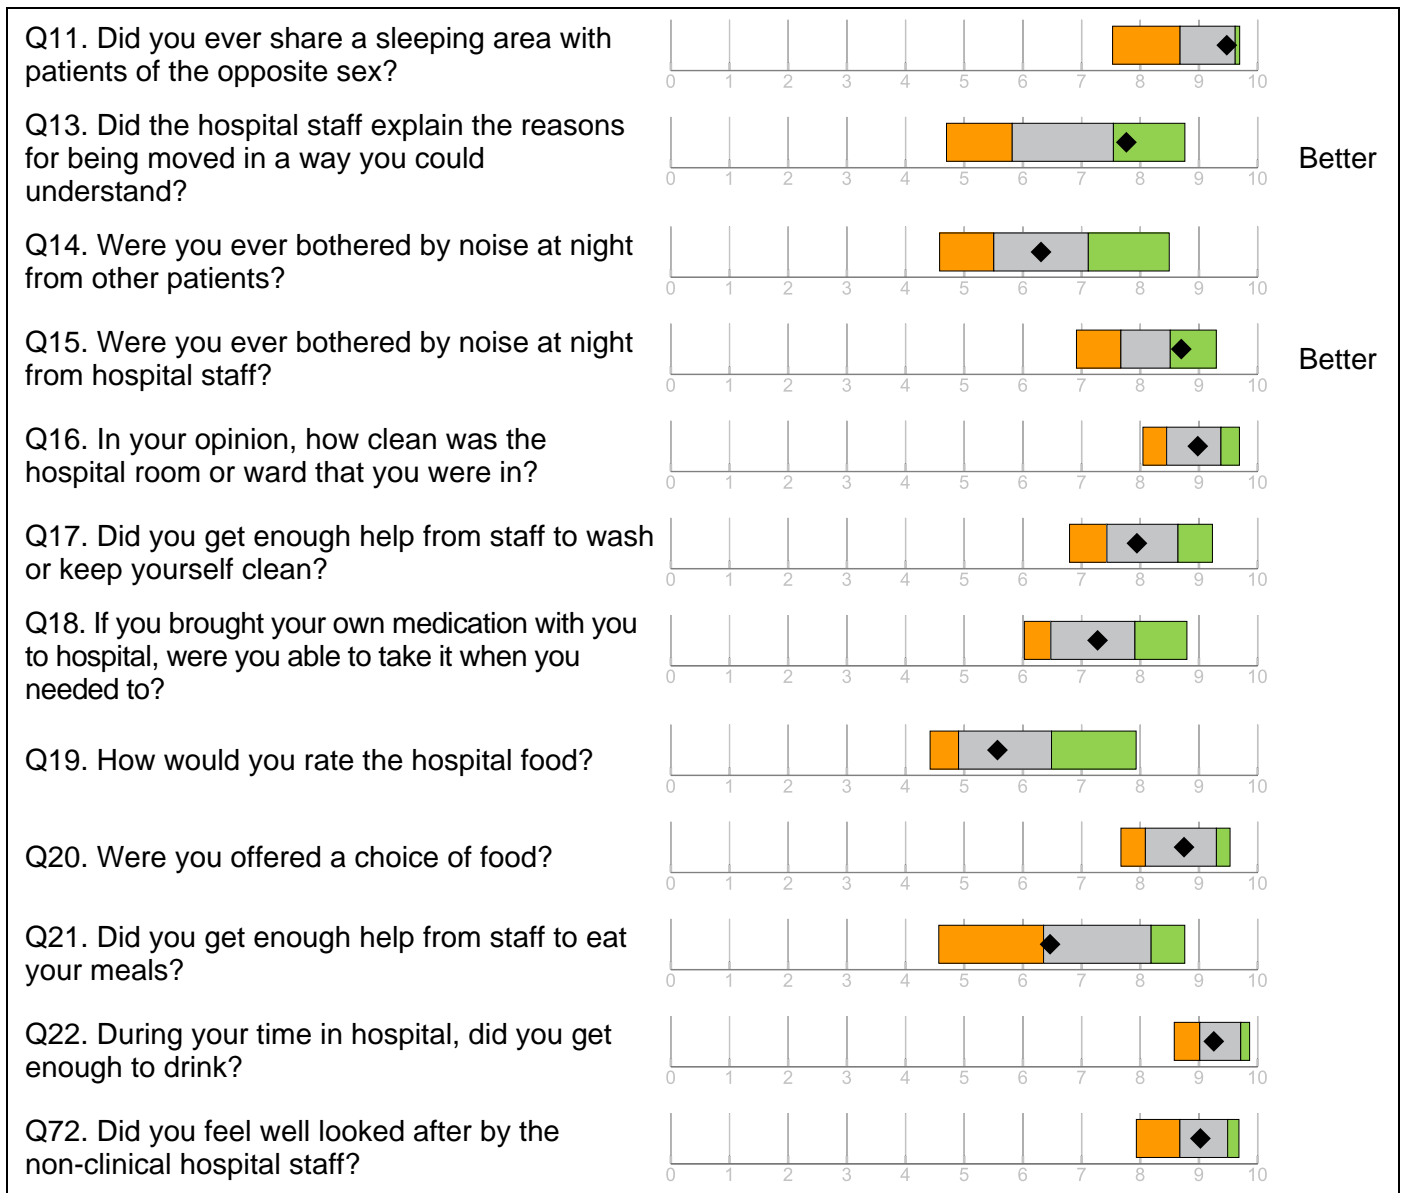 Q11. Did you ever share a sleeping area with
patients of the opposite sex?
0 1 2 3 4 5 6 7 8 9 10
Q13. Did the hospital staff explain the reasons
for being moved in a way you could
understand?
Better
0 1 2 3 4 5 6 7 8 9 10
Q14. Were you ever bothered by noise at night
from other patients?
0 1 2 3 4 5 6 7 8 9 10
Q15. Were you ever bothered by noise at night
from hospital staff?
Better
0 1 2 3 4 5 6 7 8 9 10
Q16. In your opinion, how clean was the
hospital room or ward that you were in?
0 1 2 3 4 5 6 7 8 9 10
Q17. Did you get enough help from staff to wash
or keep yourself clean?
0 1 2 3 4 5 6 7 8 9 10
Q18. If you brought your own medication with you
to hospital, were you able to take it when you
needed to?
0 1 2 3 4 5 6 7 8 9 10
Q19. How would you rate the hospital food?
0 1 2 3 4 5 6 7 8 9 10
Q20. Were you offered a choice of food?
0 1 2 3 4 5 6 7 8 9 10
Q21. Did you get enough help from staff to eat
your meals?
0 1 2 3 4 5 6 7 8 9 10
Q22. During your time in hospital, did you get
enough to drink?
0 1 2 3 4 5 6 7 8 9 10
Q72. Did you feel well looked after by the
non-clinical hospital staff?
0 1 2 3 4 5 6 7 8 9 10